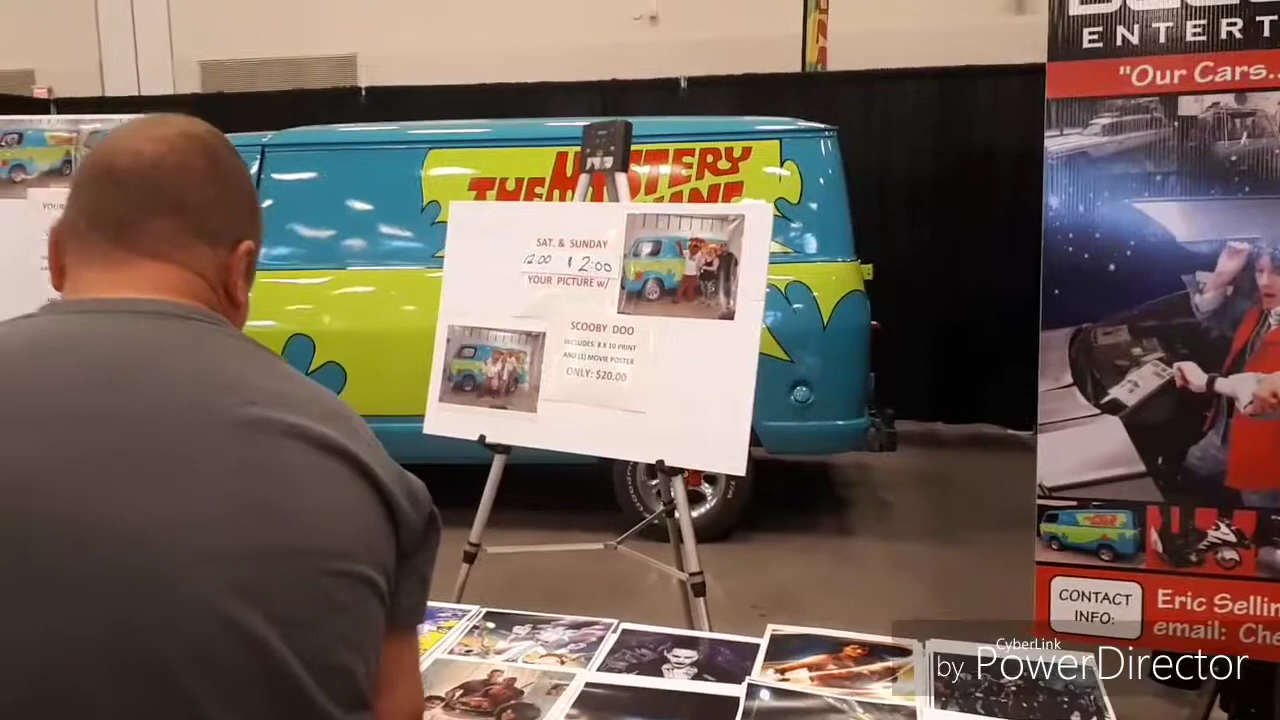 THE MYSTERY
SAT. & SUNDAY
12:00 & 2:00
YOUR PICTURE W/
SCOOBY DOO
INCLUDES: 8 X 10 PRINT
AND (1) MOVIE POSTER
ONLY: $20.00
YOUR
ENTERT
"Our Cars..
CONTACT
INFO:
Eric Sellin
email: Che
CyberLink
by PowerDirector